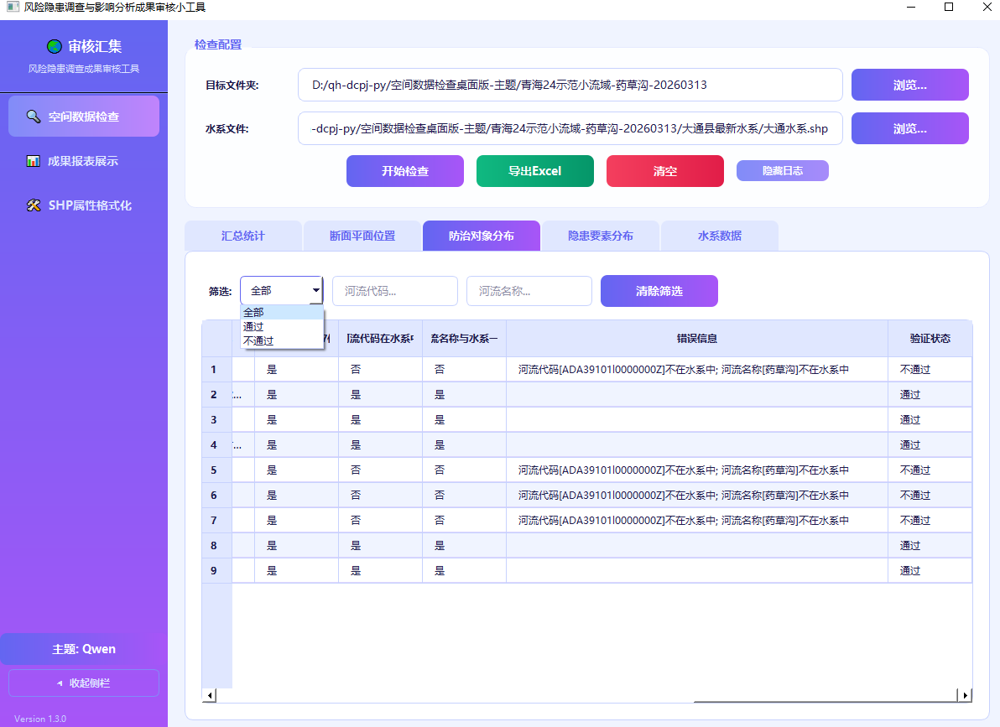 风险隐患调查与影响分析成果审核小工具
审核汇集
风险隐患调查成果审核工具
空间数据检查
成果报表展示
SHP属性格式化
主题: Qwen
收起侧栏
Version 1.3.0
检查配置
目标文件夹: D:/qh-dcpj-py/空间数据检查桌面版-主题/青海24示范小流域-药草沟-20260313 浏览...
水系文件: -dcpj-py/空间数据检查桌面版-主题/青海24示范小流域-药草沟-20260313/大通县最新水系/大通水系.shp 浏览...
开始检查 导出Excel 清空 隐藏日志
汇总统计 断面平面位置 防治对象分布 隐患要素分布 水系数据
筛选: 全部 河流代码... 河流名称... 清除筛选
全部
通过
不通过
流代码在水系 名称与水系一 错误信息 验证状态
1 是 否 否 河流代码[ADA39101l0000000Z]不在水系中; 河流名称[药草沟]不在水系中 不通过
2 ... 是 是 是 通过
3 是 是 是 通过
4 ... 是 是 是 通过
5 是 否 否 河流代码[ADA39101l0000000Z]不在水系中; 河流名称[药草沟]不在水系中 不通过
6 是 否 否 河流代码[ADA39101l0000000Z]不在水系中; 河流名称[药草沟]不在水系中 不通过
7 是 否 否 河流代码[ADA39101l0000000Z]不在水系中; 河流名称[药草沟]不在水系中 不通过
8 是 是 是 通过
9 是 是 是 通过